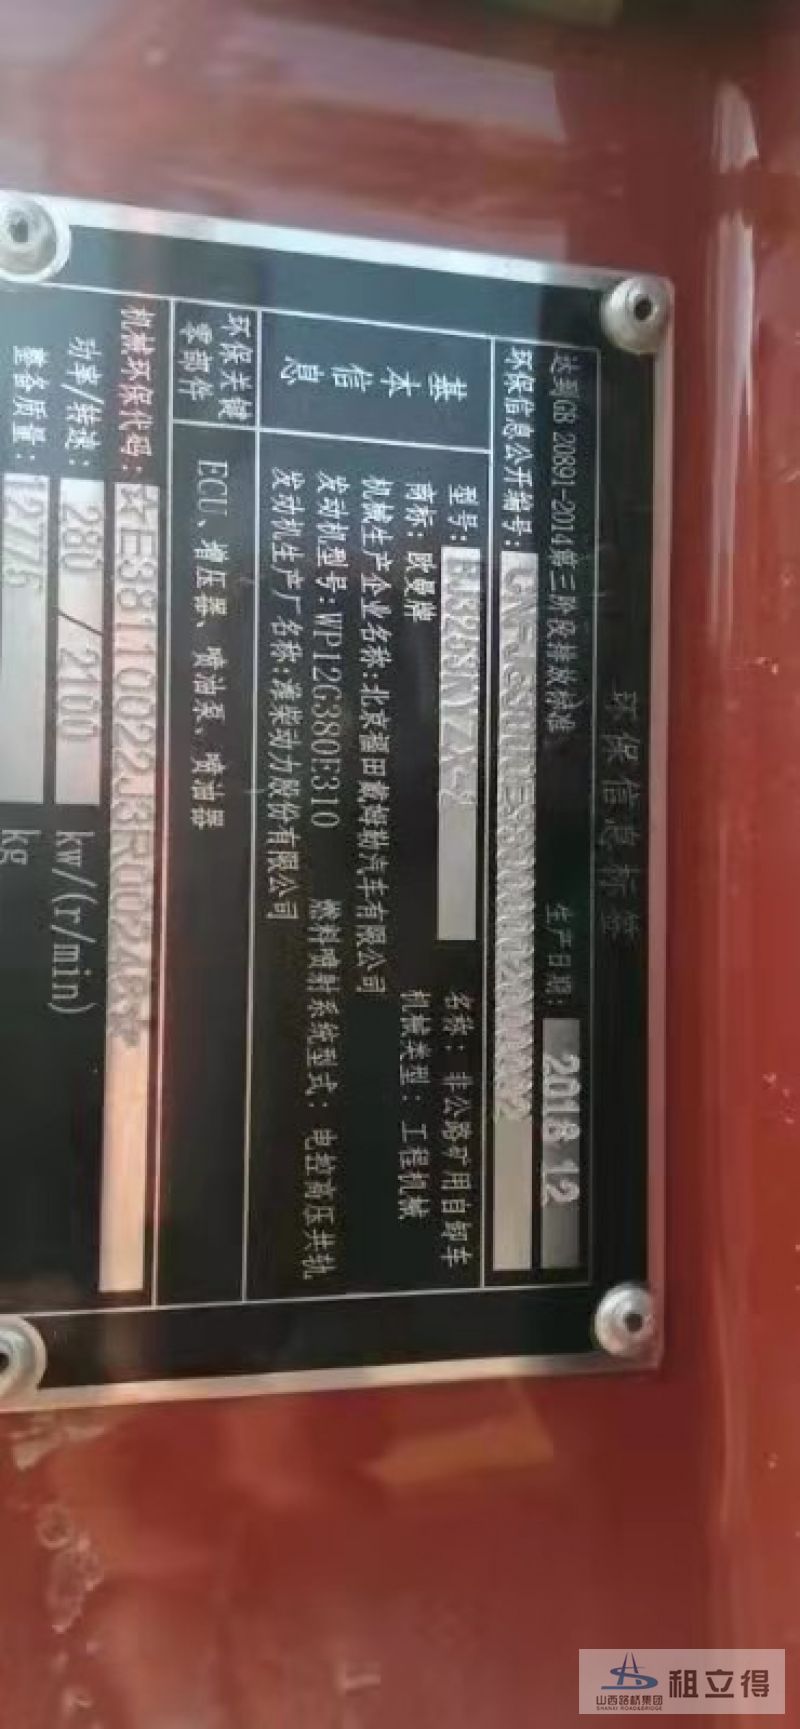 环保信息标签
达到GB 20891-2014第三阶段排放标准 生产日期: 2018 12
环保信息公开编号:
基本信息
型号: 名称: 非公路矿用自卸车
商标: 欧曼牌 机械类型: 工程机械
机械生产企业名称:北京福田戴姆勒汽车有限公司
发动机型号:WP12G380E310 燃料喷射系统型式: 电控高压共轨
发动机生产厂名称:潍柴动力股份有限公司
环保关键零部件
ECU、增压器、喷油泵、喷油器
机械环保代码:
功率/转速: 280 / 2100 kw/(r/min)
整备质量: 12775 kg
山西路桥集团
SHANXI ROAD&BRIDGE
租立得